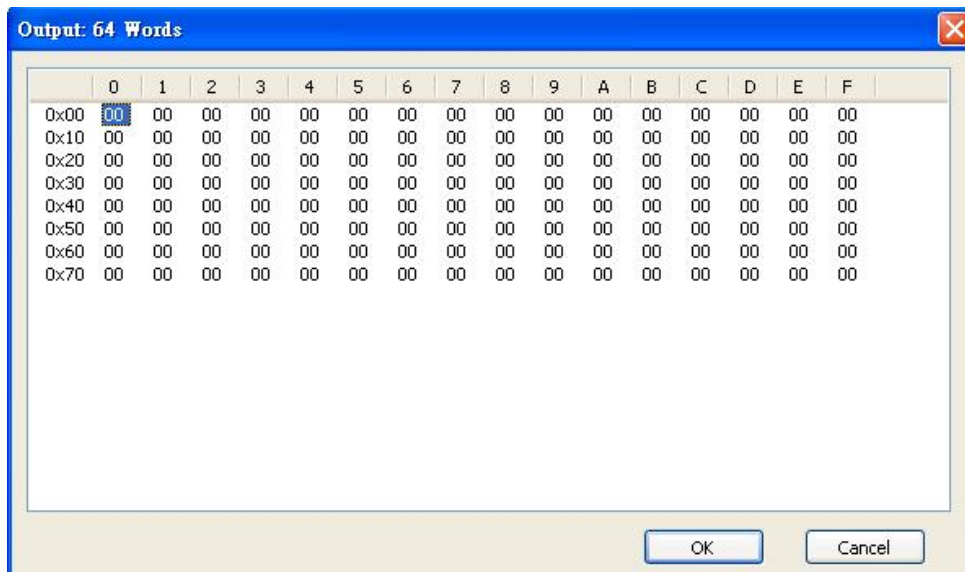 Output: 64 Words
0 1 2 3 4 5 6 7 8 9 A B C D E F
0x00 00 00 00 00 00 00 00 00 00 00 00 00 00 00 00 00
0x10 00 00 00 00 00 00 00 00 00 00 00 00 00 00 00 00
0x20 00 00 00 00 00 00 00 00 00 00 00 00 00 00 00 00
0x30 00 00 00 00 00 00 00 00 00 00 00 00 00 00 00 00
0x40 00 00 00 00 00 00 00 00 00 00 00 00 00 00 00 00
0x50 00 00 00 00 00 00 00 00 00 00 00 00 00 00 00 00
0x60 00 00 00 00 00 00 00 00 00 00 00 00 00 00 00 00
0x70 00 00 00 00 00 00 00 00 00 00 00 00 00 00 00 00
OK Cancel